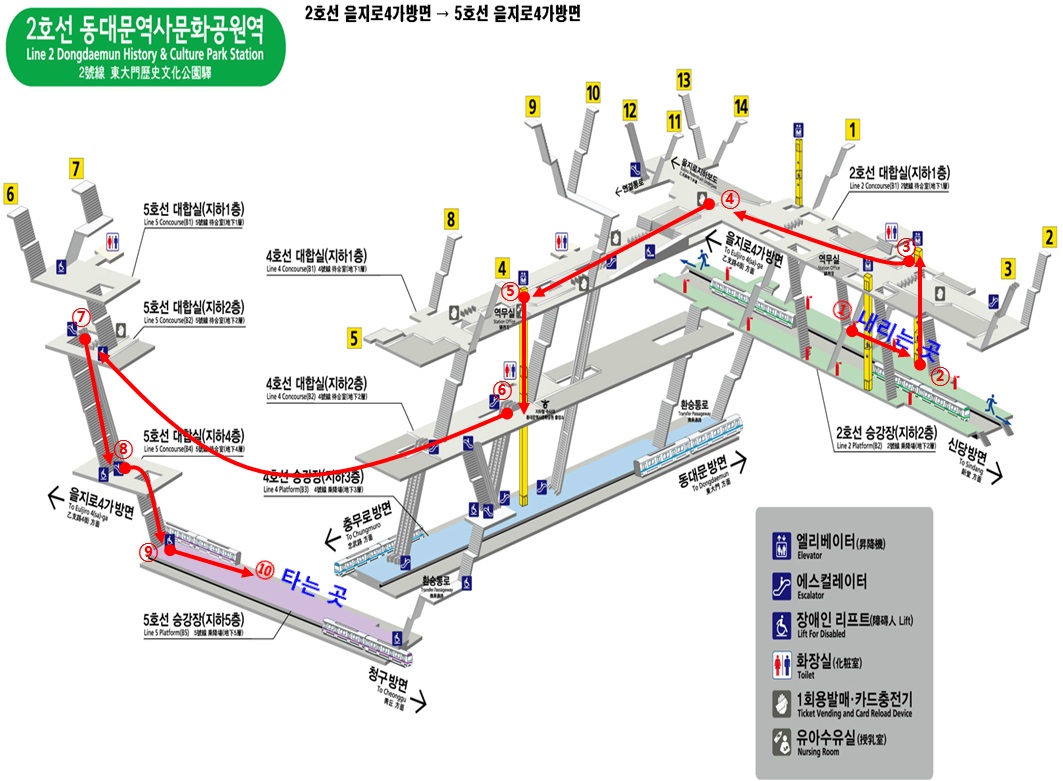 2호선 동대문역사문화공원역
Line 2 Dongdaemun History & Culture Park Station
2號線 東大門歷史文化公園驛
2호선 을지로4가방면 → 5호선 을지로4가방면
13
10
9
12
14
11
1
7
6
8
2
3
4
5
2호선 대합실(지하1층)
Line 2 Concourse(B1) 2號線 待合室(地下1層)
5호선 대합실(지하1층)
Line 5 Concourse(B1) 5號線 待合室(地下1層)
을지로지하보도
연결통로
4호선 대합실(지하1층)
Line 4 Concourse(B1) 4號線 待合室(地下1層)
을지로4가방면
To Euljiro 4(sa)-ga
乙支路4街 方面
역무실
Station Office
역무실
Station Office
5호선 대합실(지하2층)
Line 5 Concourse(B2) 5號線 待合室(地下2層)
④
③
⑤
①
내리는 곳
②
⑦
4호선 대합실(지하2층)
Line 4 Concourse(B2) 4號線 待合室(地下2層)
⑥
환승통로
Transfer Passageway
2호선 승강장(지하2층)
Line 2 Platform(B2) 2號線 乘降場(地下2層)
신당방면
To Sindang
新堂 方面
5호선 대합실(지하4층)
Line 5 Concourse(B4) 5號線 待合室(地下4層)
⑧
4호선 승강장(지하3층)
Line 4 Platform(B3) 4號線 乘降場(地下3層)
동대문방면
To Dongdaemun
東大門 方面
을지로4가방면
To Euljiro 4(sa)-ga
乙支路4街 方面
충무로방면
To Chungmuro
忠武路 方面
⑨
⑩
타는 곳
환승통로
Transfer Passageway
5호선 승강장(지하5층)
Line 5 Platform(B5) 5號線 乘降場(地下5層)
청구방면
To Cheonggu
靑丘 方面
엘리베이터(昇降機)
Elevator
에스컬레이터
Escalator
장애인 리프트(障碍人 Lift)
Lift For Disabled
화장실(化粧室)
Toilet
1회용발매·카드충전기
Ticket Vending and Card Reload Device
유아수유실(授乳室)
Nursing Room